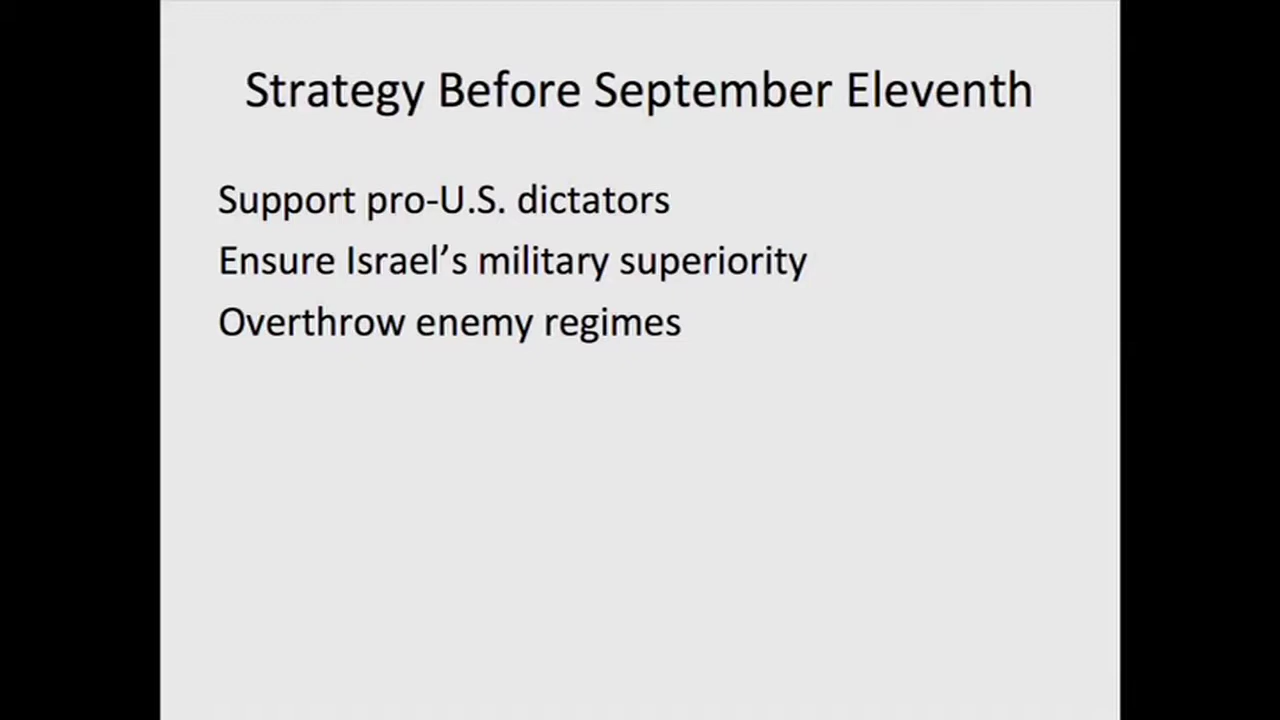 Strategy Before September Eleventh
Support pro-U.S. dictators
Ensure Israel’s military superiority
Overthrow enemy regimes